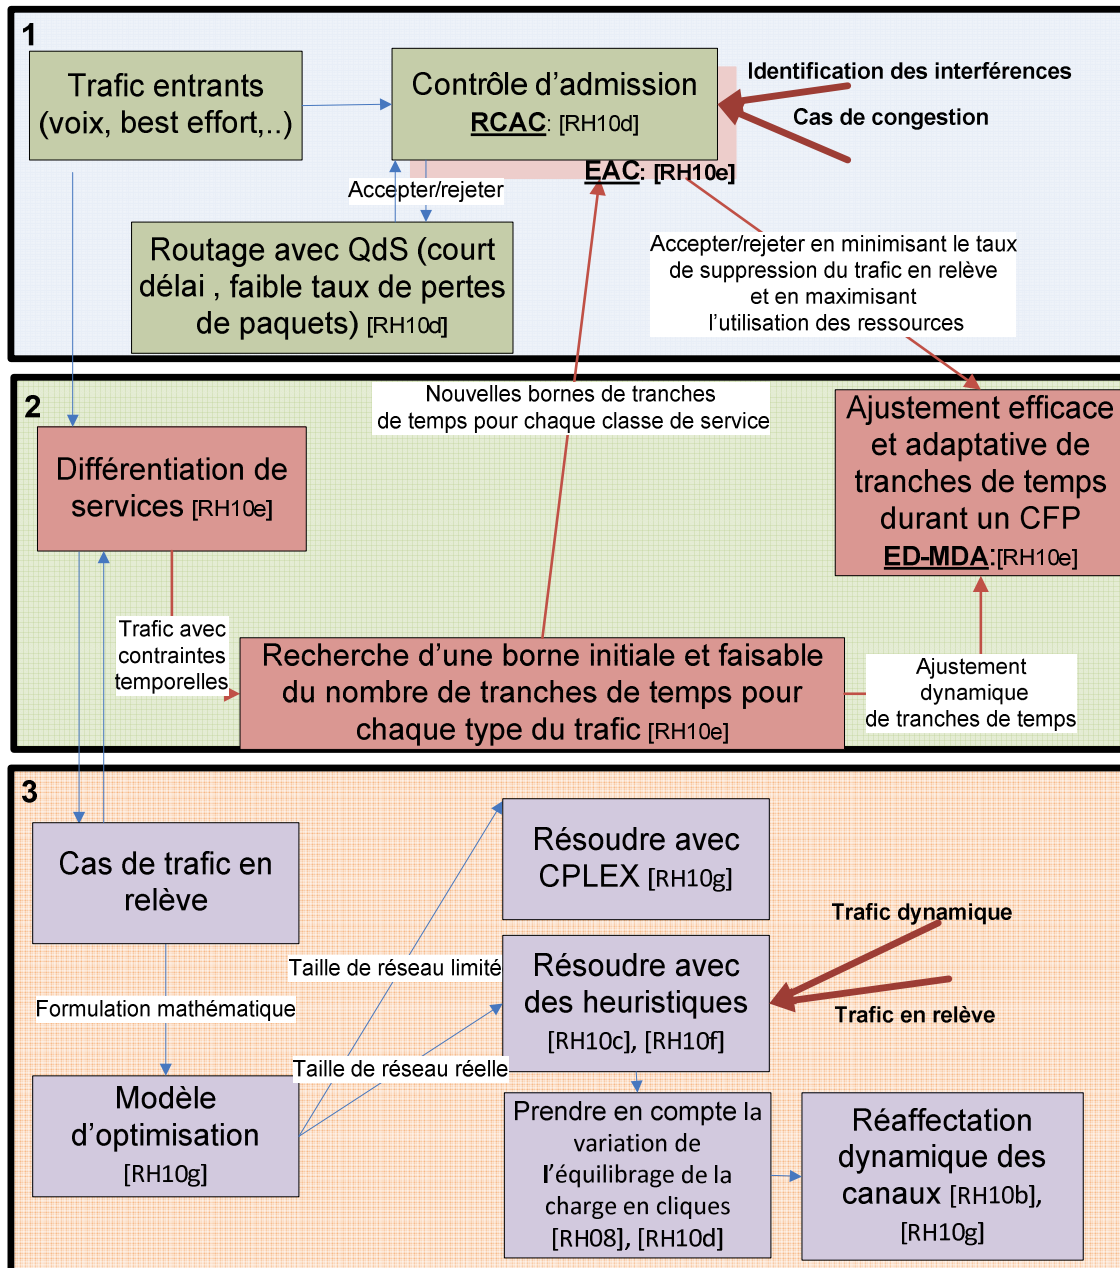 1
Trafic entrants
(voix, best effort,..)
Contrôle d'admission
RCAC: [RH10d]
EAC: [RH10e]
Identification des interférences
Cas de congestion
Accepter/rejeter
Routage avec QdS (court
délai , faible taux de pertes
de paquets) [RH10d]
Accepter/rejeter en minimisant le taux
de suppression du trafic en relève
et en maximisant
l'utilisation des ressources
2
Nouvelles bornes de tranches
de temps pour chaque classe de service
Différentiation de
services [RH10e]
Ajustement efficace
et adaptative de
tranches de temps
durant un CFP
ED-MDA:[RH10e]
Trafic avec
contraintes
temporelles
Recherche d'une borne initiale et faisable
du nombre de tranches de temps pour
chaque type du trafic [RH10e]
Ajustement
dynamique
de tranches de temps
3
Cas de trafic en
relève
Résoudre avec
CPLEX [RH10g]
Trafic dynamique
Taille de réseau limité
Résoudre avec
des heuristiques
[RH10c], [RH10f]
Trafic en relève
Formulation mathématique
Taille de réseau réelle
Modèle
d'optimisation
[RH10g]
Prendre en compte la
variation de
l'équilibrage de la
charge en cliques
[RH08], [RH10d]
Réaffectation
dynamique des
canaux [RH10b],
[RH10g]